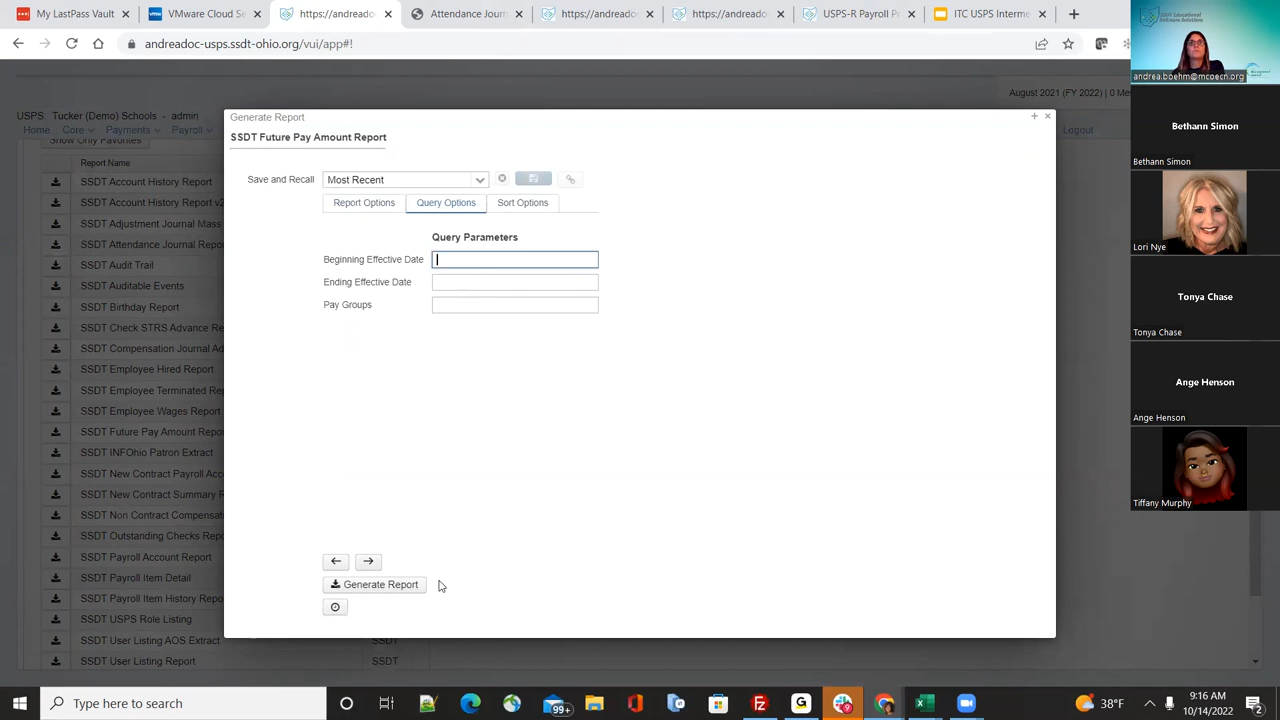 My LastPass Vault
VMware Cloud Se
https://andreadoc
Attendance Journ
https://andreado
https://andreado
USPS-R Payroll P
ITC USPS Interme
andreadoc-usps.ssdt-ohio.org/vui/app#!
August 2021 (FY 2022) | 0 Me
USPS Tucker (Demo) Schools - admin
Home Core Payments Payroll Logout
Show Only Favorites
Report Name
SSDT Account History Report
SSDT Account History Report v2
SSDT Adjustment Journal Mass
SSDT Attendance Journal Repor
SSDT Audit Trail
SSDT Auditable Events
SSDT Birthday Report
SSDT Check STRS Advance Re
SSDT Compensation Journal Ad
SSDT Employee Hired Report
SSDT Employee Terminated Rep
SSDT Employee Wages Report
SSDT Future Pay Amount Report
SSDT INFOhio Patron Extract
SSDT New Contract Payroll Acc
SSDT New Contract Summary R
SSDT Non Contract Compensat
SSDT Outstanding Checks Repo
SSDT Payroll Account Report
SSDT Payroll Item Detail
SSDT Payroll Item History Repo
SSDT USPS Role Listing
SSDT User Listing AOS Extract
SSDT User Listing Report
SSDT
Generate Report
SSDT Future Pay Amount Report
Save and Recall Most Recent
Report Options Query Options Sort Options
Query Parameters
Beginning Effective Date
Ending Effective Date
Pay Groups
Generate Report
SSDT Educational
Software Solutions
andrea.boehm@mcoecn.org
Bethann Simon
Bethann Simon
Lori Nye
Tonya Chase
Tonya Chase
Ange Henson
Ange Henson
Tiffany Murphy
Type here to search
99+
38°F
9:16 AM
10/14/2022